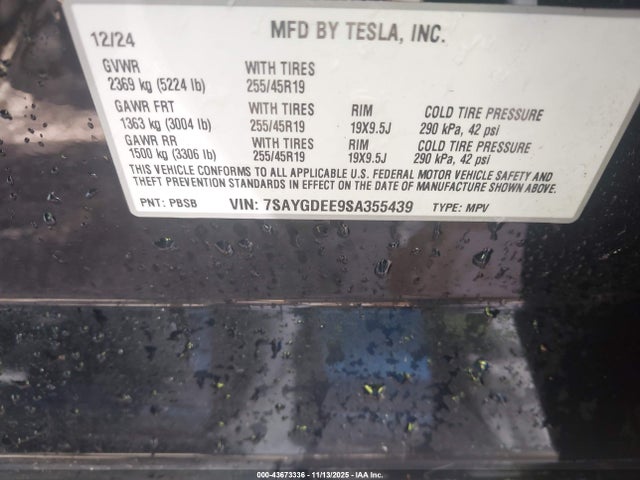 12/24 MFD BY TESLA, INC.
GVWR WITH TIRES
2369 kg (5224 lb) 255/45R19
GAWR FRT WITH TIRES RIM COLD TIRE PRESSURE
1363 kg (3004 lb) 255/45R19 19X9.5J 290 kPa, 42 psi
GAWR RR WITH TIRES RIM COLD TIRE PRESSURE
1500 kg (3306 lb) 255/45R19 19X9.5J 290 kPa, 42 psi
THIS VEHICLE CONFORMS TO ALL APPLICABLE U.S. FEDERAL MOTOR VEHICLE SAFETY AND
THEFT PREVENTION STANDARDS IN EFFECT ON THE DATE OF MANUFACTURE SHOWN ABOVE.
PNT: PBSB VIN: 7SAYGDEE9SA355439 TYPE: MPV
000-43673336 - 11/13/2025 - IAA Inc.